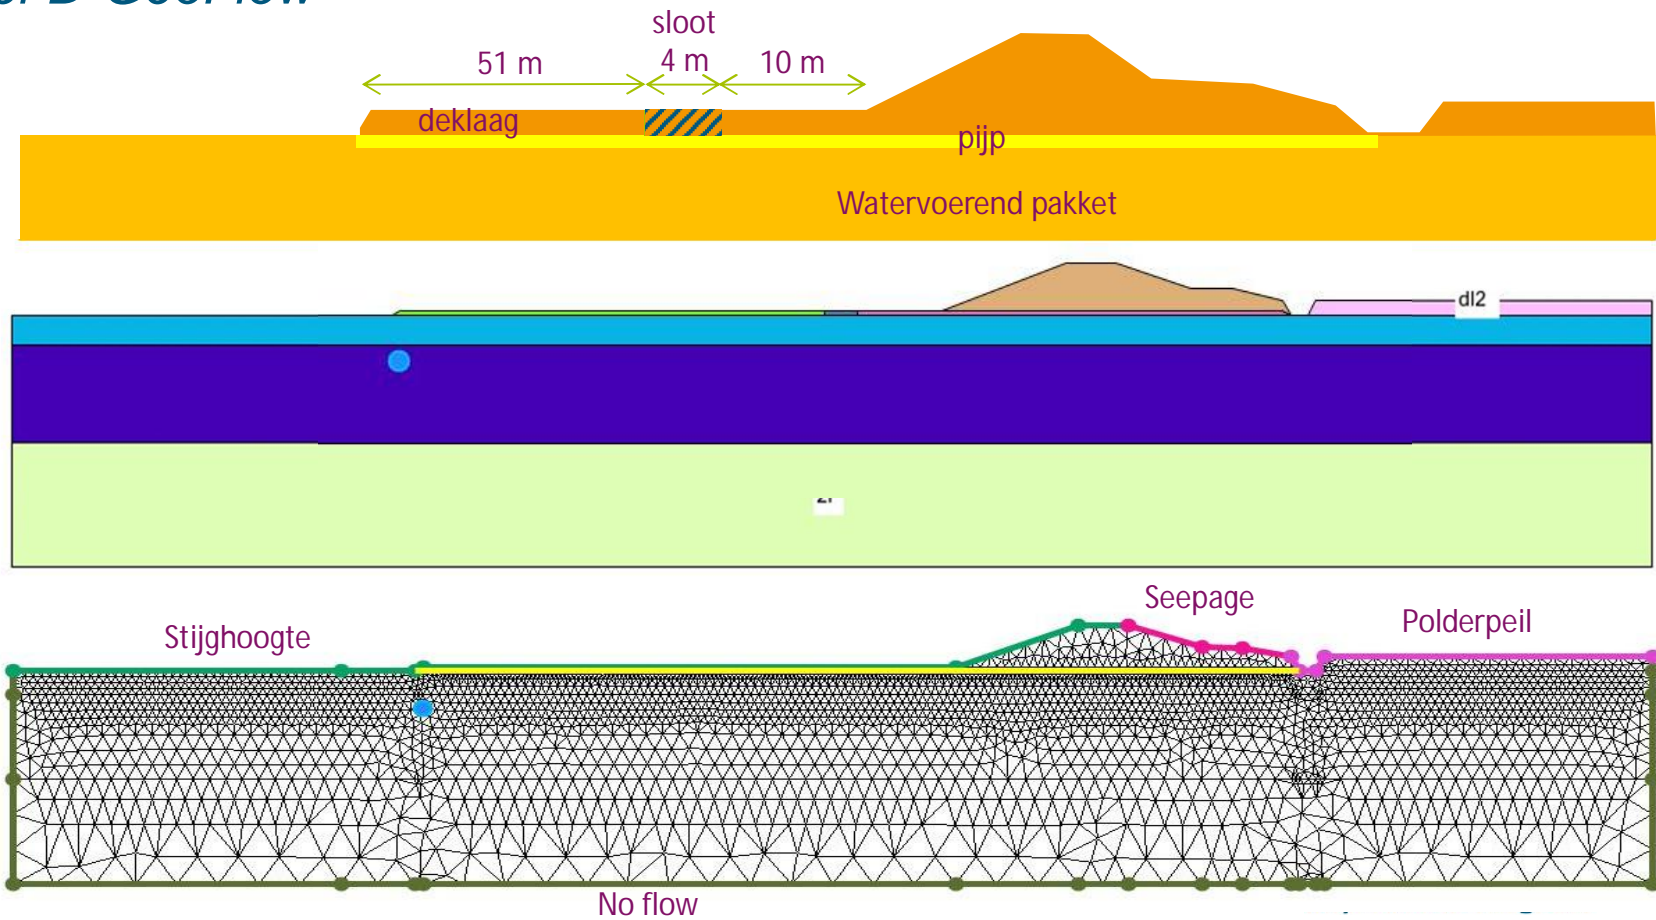 sloot
51 m 4 m 10 m
deklaag
pijp
Watervoerend pakket
dl2
Seepage
Stijghoogte
Polderpeil
No flow